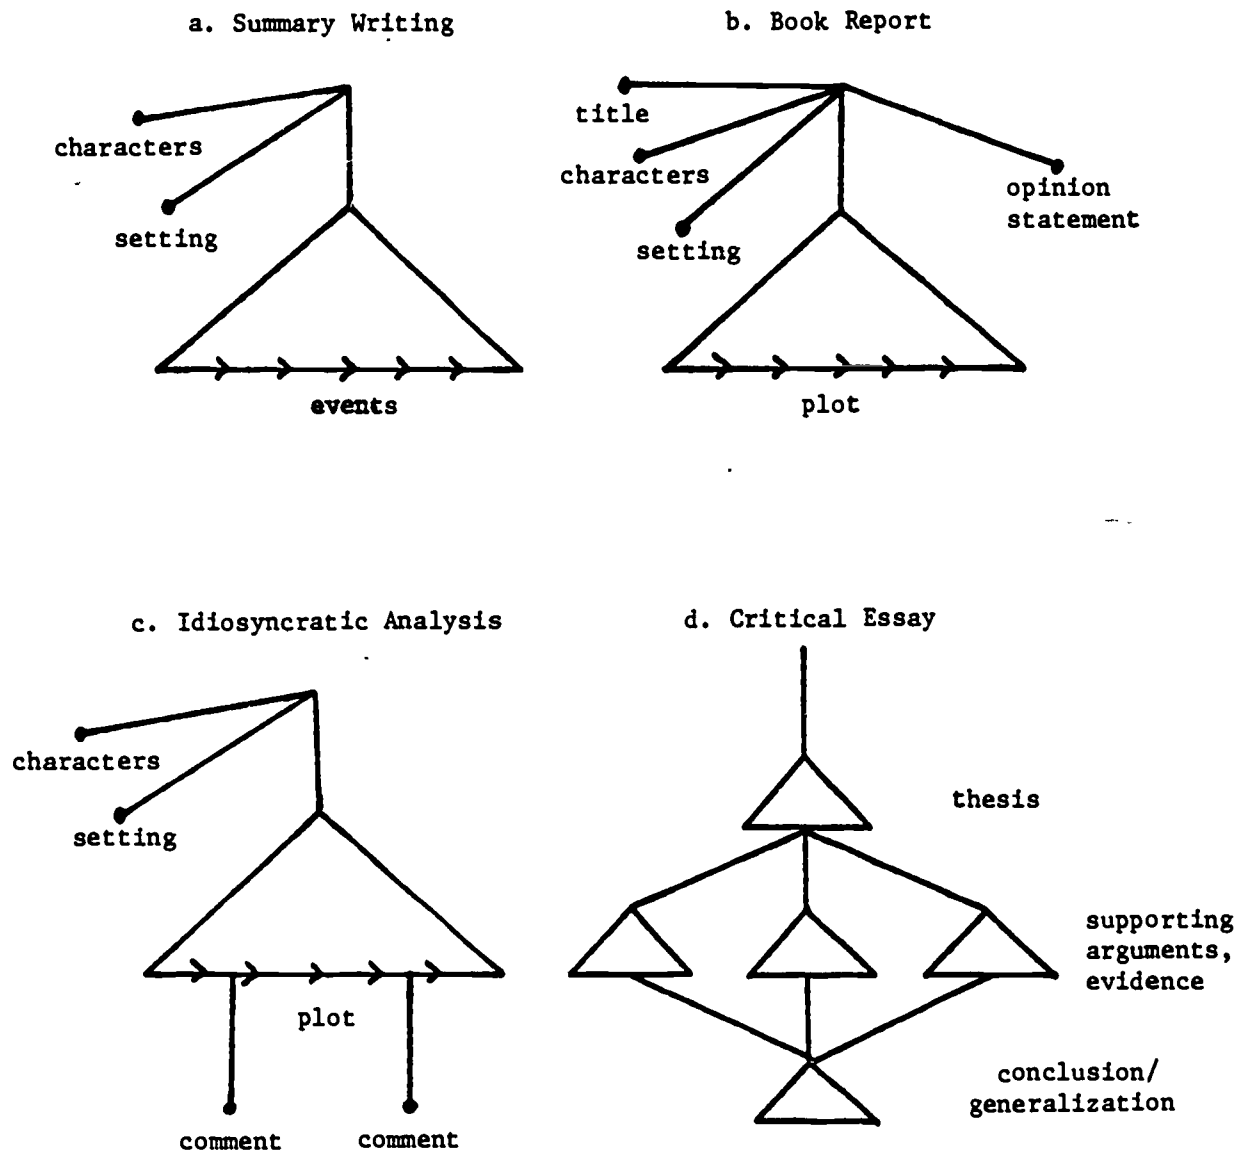 a. Summary Writing
characters
setting
events
b. Book Report
title
characters
setting
opinion
statement
plot
c. Idiosyncratic Analysis
characters
setting
plot
comment
comment
d. Critical Essay
thesis
supporting
arguments,
evidence
conclusion/
generalization